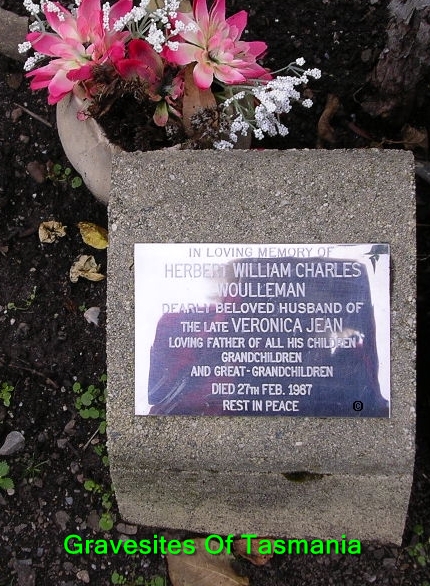 IN LOVING MEMORY OF
HERBERT WILLIAM CHARLES
WOULLEMAN
DEARLY BELOVED HUSBAND OF
THE LATE VERONICA JEAN
LOVING FATHER OF ALL HIS CHILDREN
GRANDCHILDREN
AND GREAT-GRANDCHILDREN
DIED 27TH FEB. 1987
REST IN PEACE
Gravesites Of Tasmania